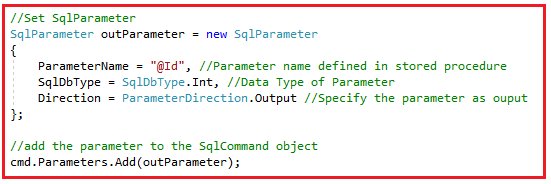 //Set SqlParameter
SqlParameter outParameter = new SqlParameter
{
ParameterName = "@Id", //Parameter name defined in stored procedure
SqlDbType = SqlDbType.Int, //Data Type of Parameter
Direction = ParameterDirection.Output //Specify the parameter as ouput
};
//add the parameter to the SqlCommand object
cmd.Parameters.Add(outParameter);